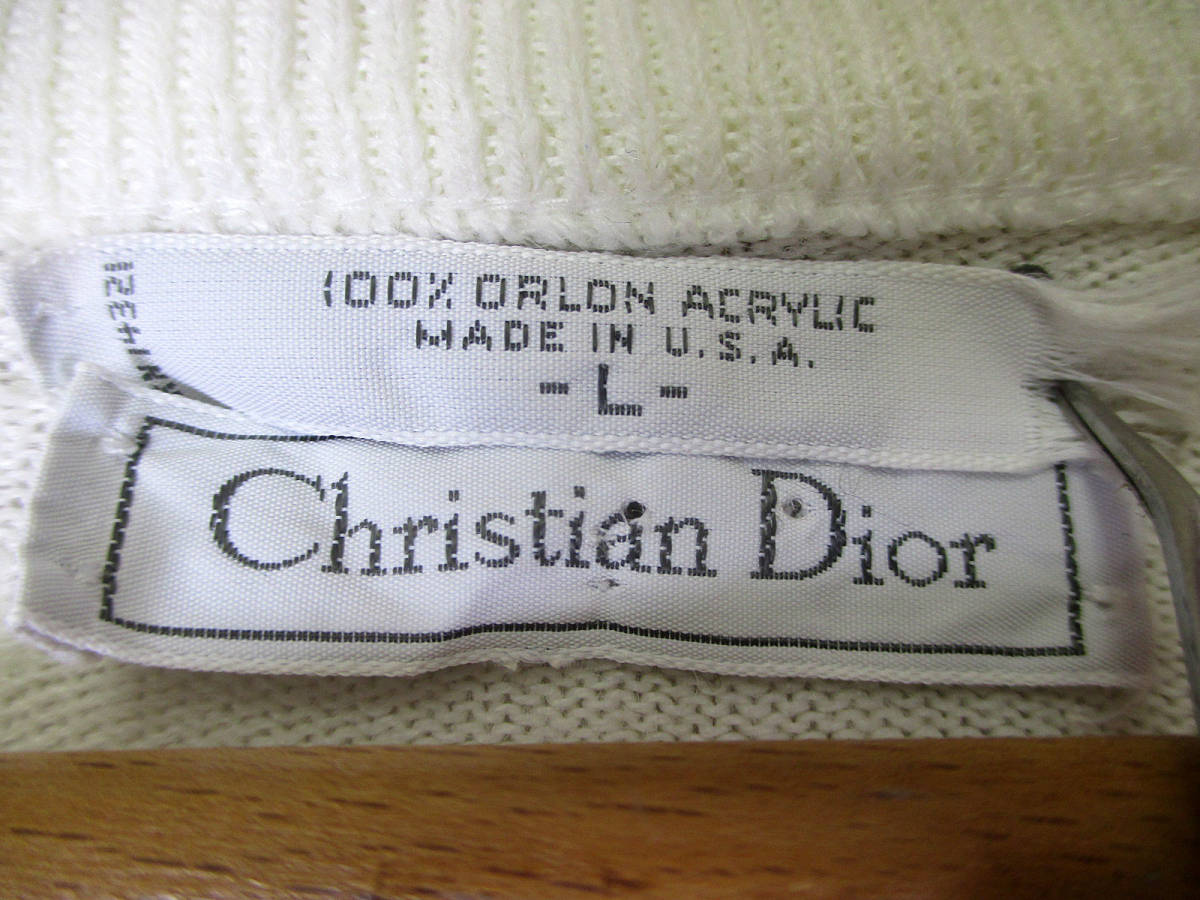 100% ORLON ACRYLIC
MADE IN U.S.A.
- L -
Christian Dior